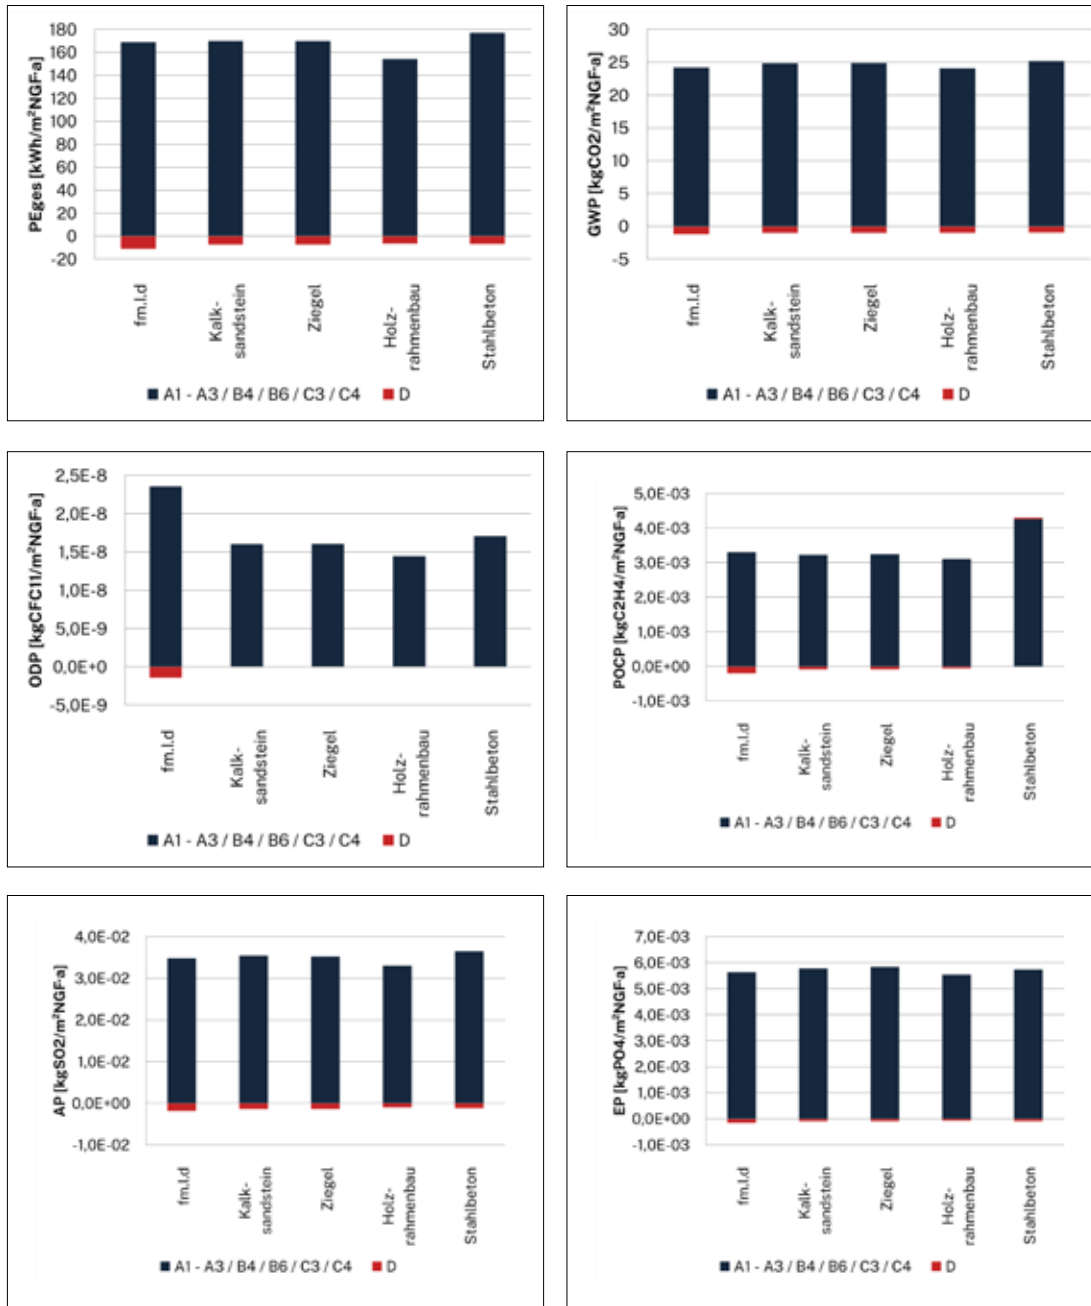 PEges [kWh/m²NGF·a]
180
160
140
120
100
80
60
40
20
0
-20
fm.l.d
Kalk-
sandstein
Ziegel
Holz-
rahmenbau
Stahlbeton
A1 - A3 / B4 / B6 / C3 / C4 D
GWP [kgCO2/m²NGF·a]
30
25
20
15
10
5
0
-5
fm.l.d
Kalk-
sandstein
Ziegel
Holz-
rahmenbau
Stahlbeton
A1 - A3 / B4 / B6 / C3 / C4 D
ODP [kgCFC11/m²NGF·a]
2,5E-8
2,0E-8
1,5E-8
1,0E-8
5,0E-9
0,0E+0
-5,0E-9
fm.l.d
Kalk-
sandstein
Ziegel
Holz-
rahmenbau
Stahlbeton
A1 - A3 / B4 / B6 / C3 / C4 D
POCP [kgC2H4/m²NGF·a]
5,0E-03
4,0E-03
3,0E-03
2,0E-03
1,0E-03
0,0E+00
-1,0E-03
fm.l.d
Kalk-
sandstein
Ziegel
Holz-
rahmenbau
Stahlbeton
A1 - A3 / B4 / B6 / C3 / C4 D
AP [kgSO2/m²NGF·a]
4,0E-02
3,0E-02
2,0E-02
1,0E-02
0,0E+00
-1,0E-02
fm.l.d
Kalk-
sandstein
Ziegel
Holz-
rahmenbau
Stahlbeton
A1 - A3 / B4 / B6 / C3 / C4 D
EP [kgPO4/m²NGF·a]
7,0E-03
6,0E-03
5,0E-03
4,0E-03
3,0E-03
2,0E-03
1,0E-03
0,0E+00
-1,0E-03
fm.l.d
Kalk-
sandstein
Ziegel
Holz-
rahmenbau
Stahlbeton
A1 - A3 / B4 / B6 / C3 / C4 D